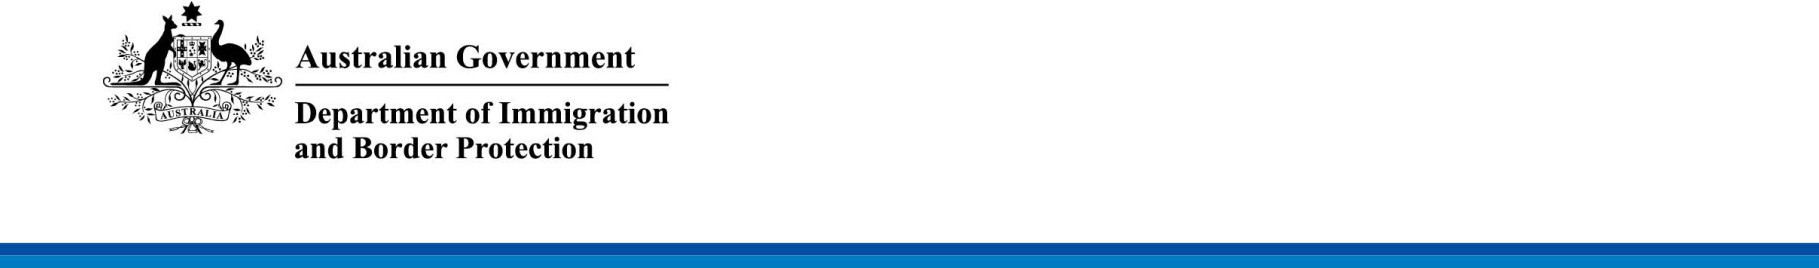 Australian Government
Department of Immigration
and Border Protection
AUSTRALIA